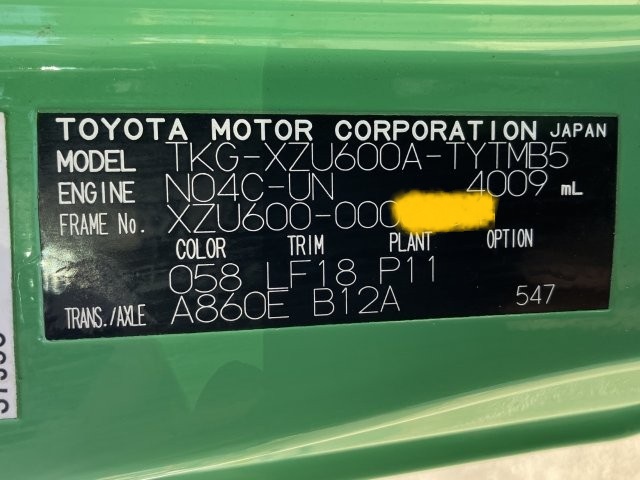 TOYOTA MOTOR CORPORATION JAPAN
MODEL TKG-XZU600A-TYTMB5
ENGINE N04C-UN 4009 mL
FRAME No. XZU600-000
COLOR TRIM PLANT OPTION
058 LF18 P11
TRANS./AXLE A860E B12A 547